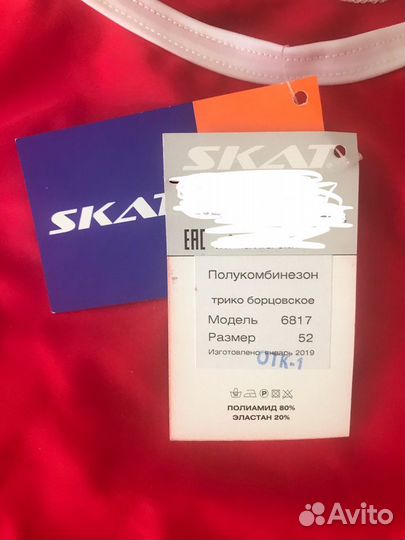 SKAT
SKAT
EAC
Полукомбинезон
трико борцовское
Модель 6817
Размер 52
Изготовлено январь 2019
ОТК-1
ПОЛИАМИД 80%
ЭЛАСТАН 20%
Avito